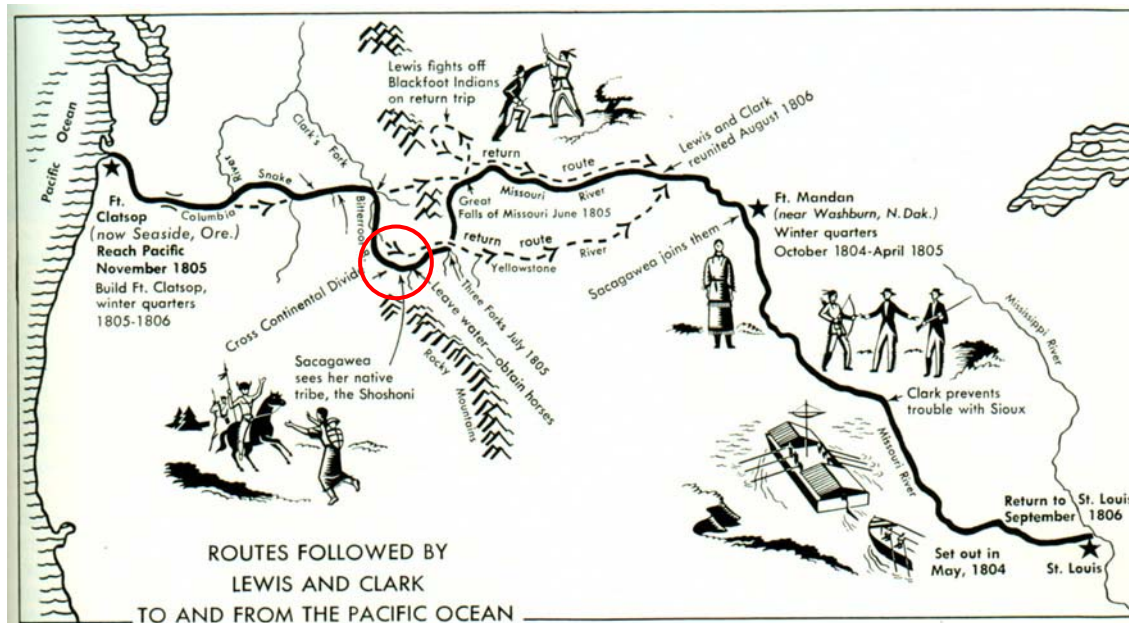 Pacific Ocean
Ft.
Clatsop
(now Seaside, Ore.)
Reach Pacific
November 1805
Build Ft. Clatsop,
winter quarters
1805-1806
Columbia
River
Snake
Clark's Fork
Bitterroot R.
Lewis fights off
Blackfoot Indians
on return trip
return route
Missouri River
Great
Falls of Missouri June 1805
return route
Yellowstone River
Lewis and Clark
reunited August 1806
Ft. Mandan
(near Washburn, N.Dak.)
Winter quarters
October 1804-April 1805
Sacagawea joins them
Cross Continental Divide
Sacagawea
sees her native
tribe, the Shoshoni
Three Forks July 1805
Leave water—obtain horses
Rocky Mountains
Mississippi River
Clark prevents
trouble with Sioux
Missouri River
Return to St. Louis
September 1806
Set out in
May, 1804
St. Louis
ROUTES FOLLOWED BY
LEWIS AND CLARK
TO AND FROM THE PACIFIC OCEAN